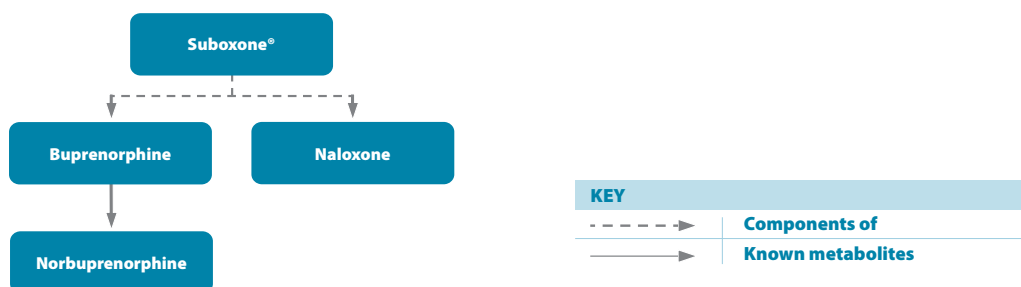 Suboxone®
Buprenorphine
Naloxone
Norbuprenorphine
KEY
Components of
Known metabolites